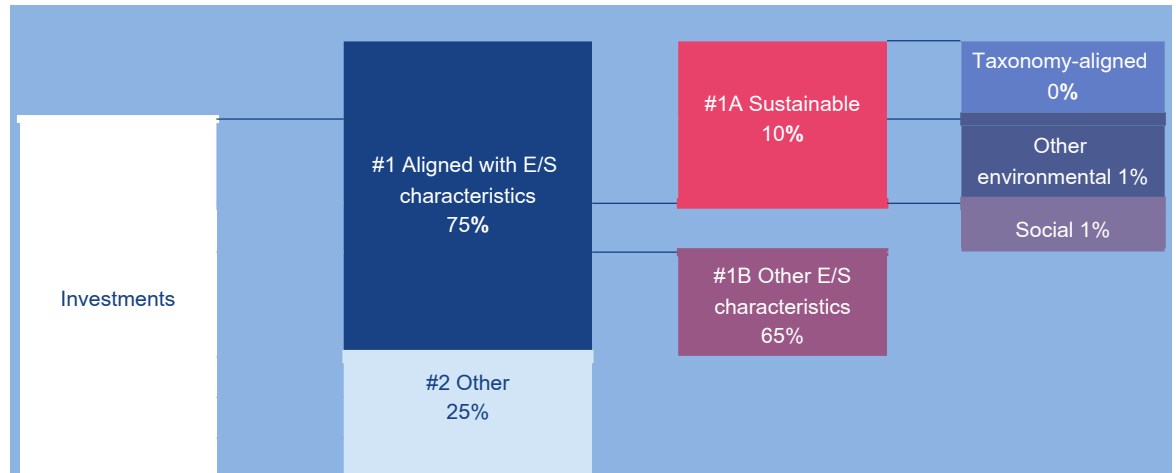 Investments
#1 Aligned with E/S
characteristics
75%
#2 Other
25%
#1A Sustainable
10%
#1B Other E/S
characteristics
65%
Taxonomy-aligned
0%
Other
environmental 1%
Social 1%